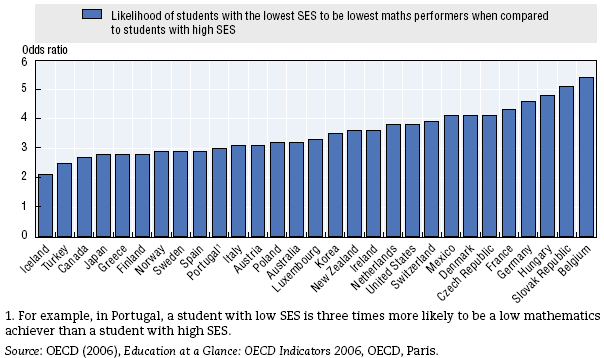 Likelihood of students with the lowest SES to be lowest maths performers when compared
to students with high SES
Odds ratio
6
5
4
3
2
1
0
Iceland
Turkey
Canada
Japan
Greece
Finland
Norway
Sweden
Spain
Portugal¹
Italy
Austria
Poland
Australia
Luxembourg
Korea
New Zealand
Ireland
Netherlands
United States
Switzerland
Mexico
Denmark
Czech Republic
France
Germany
Hungary
Slovak Republic
Belgium
1. For example, in Portugal, a student with low SES is three times more likely to be a low mathematics
achiever than a student with high SES.
Source: OECD (2006), Education at a Glance: OECD Indicators 2006, OECD, Paris.